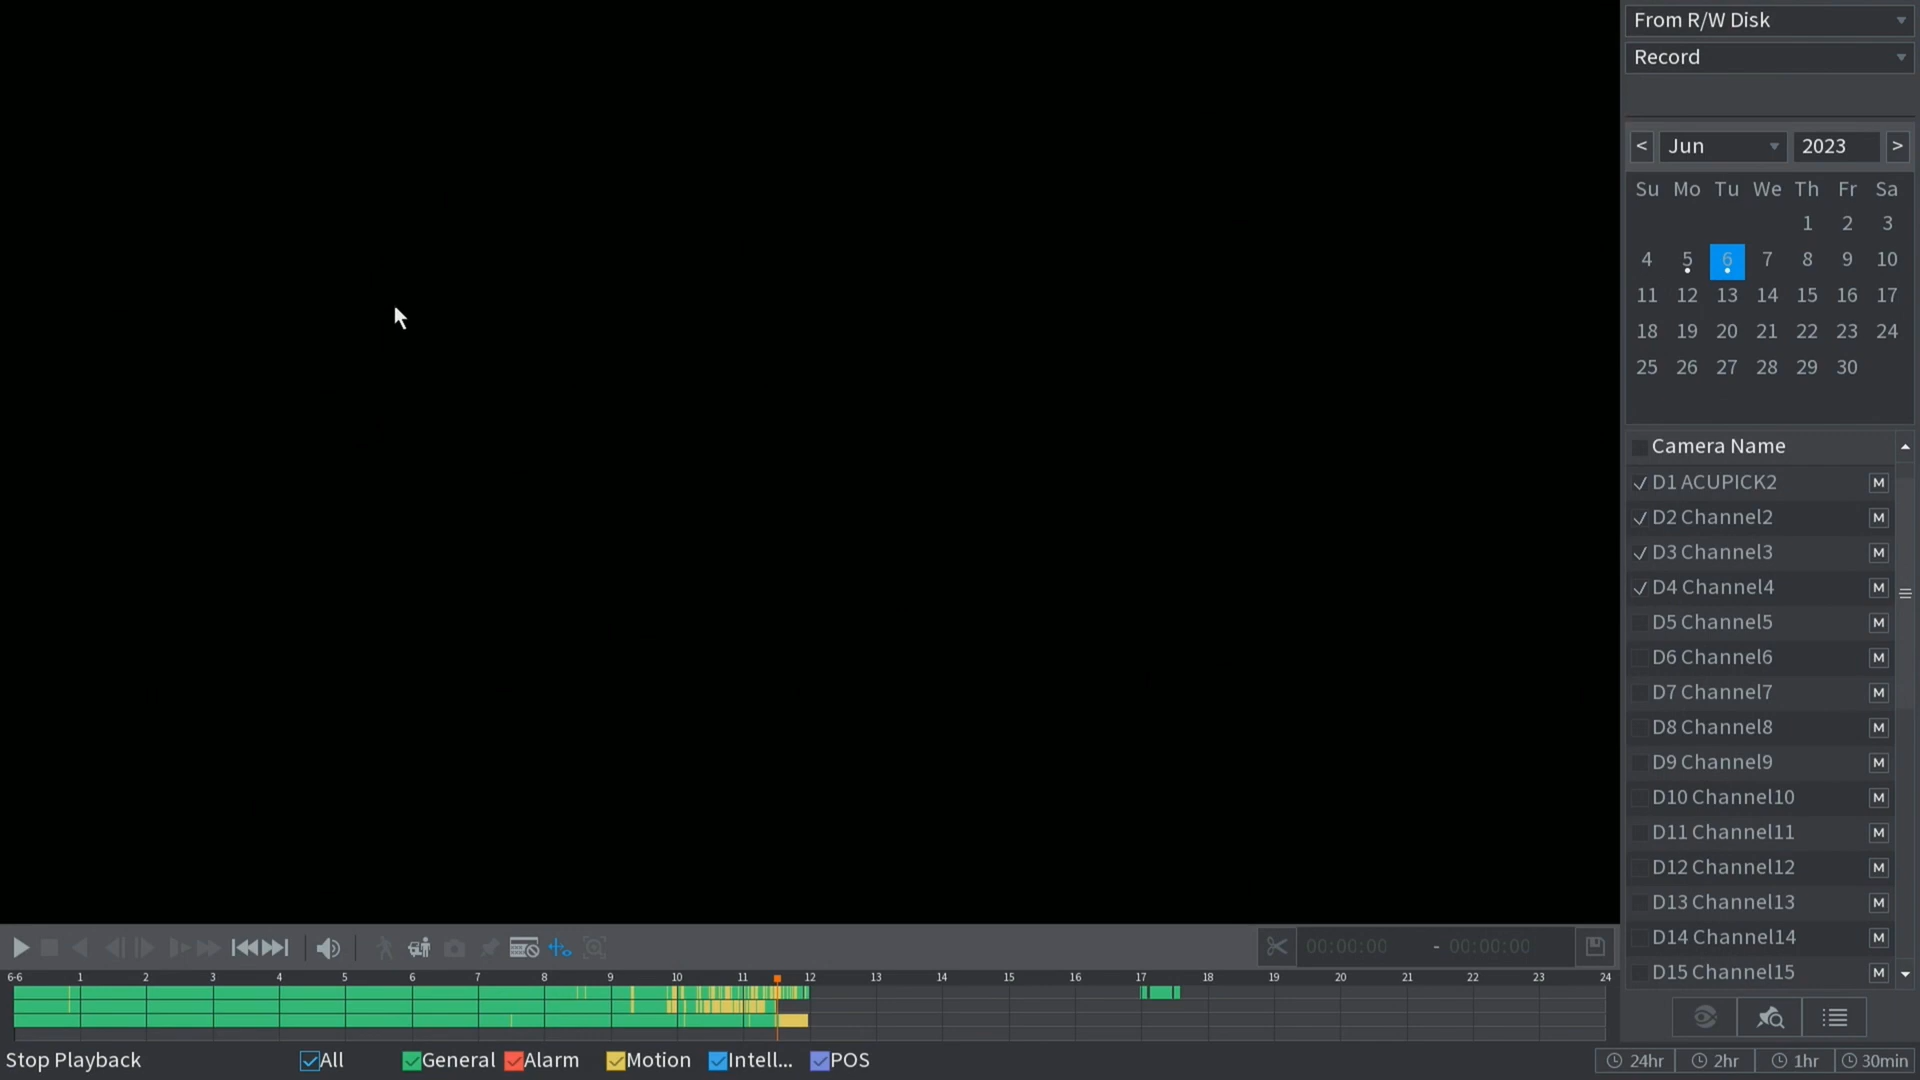 From R/W Disk
Record
< Jun 2023 >
Su Mo Tu We Th Fr Sa
1 2 3
4 5 6 7 8 9 10
11 12 13 14 15 16 17
18 19 20 21 22 23 24
25 26 27 28 29 30
Camera Name
D1 ACUPICK2 M
D2 Channel2 M
D3 Channel3 M
D4 Channel4 M
D5 Channel5 M
D6 Channel6 M
D7 Channel7 M
D8 Channel8 M
D9 Channel9 M
D10 Channel10 M
D11 Channel11 M
D12 Channel12 M
D13 Channel13 M
D14 Channel14 M
D15 Channel15 M
00:00:00 - 00:00:00
6-6 1 2 3 4 5 6 7 8 9 10 11 12 13 14 15 16 17 18 19 20 21 22 23 24
Stop Playback All General Alarm Motion Intell... POS 24hr 2hr 1hr 30min